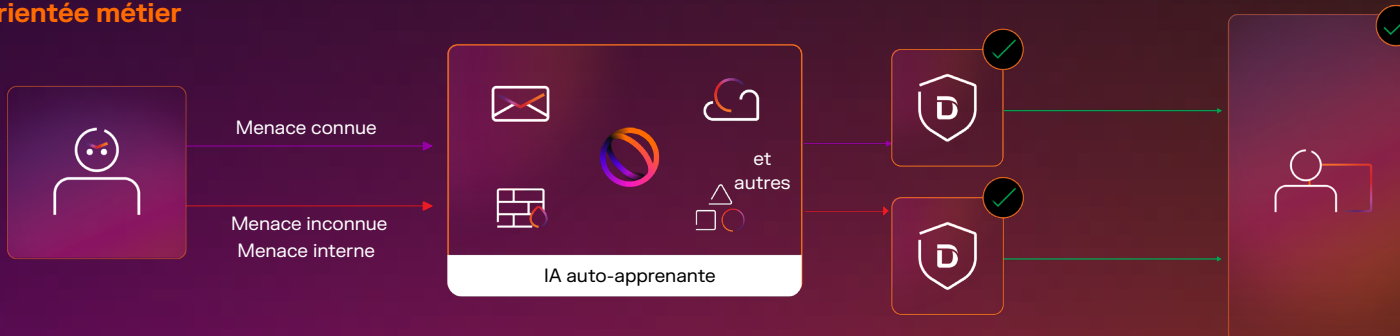 rientée métier
Menace connue
Menace inconnue
Menace interne
et
autres
IA auto-apprenante
D
D